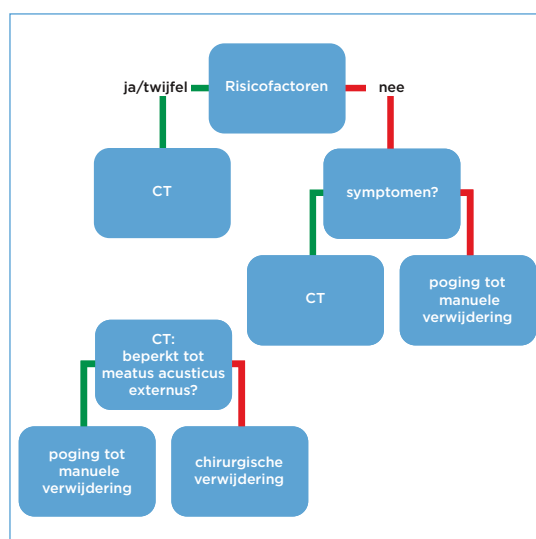 Risicofactoren
ja/twijfel
nee
CT
symptomen?
CT
poging tot
manuele
verwijdering
CT:
beperkt tot
meatus acusticus
externus?
poging tot
manuele
verwijdering
chirurgische
verwijdering